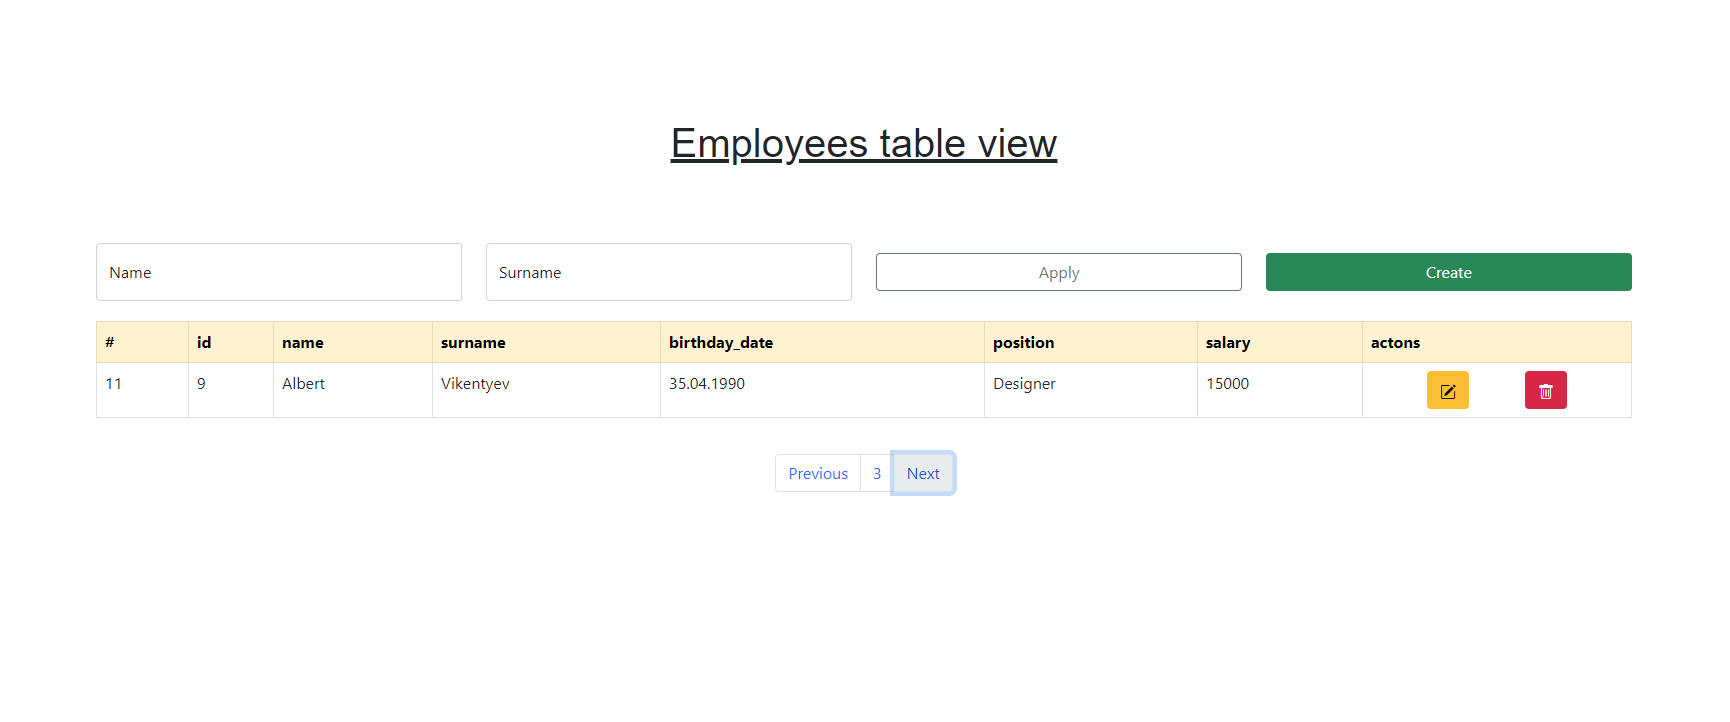 Employees table view
Name Surname Apply Create
# id name surname birthday_date position salary actons
11 9 Albert Vikentyev 35.04.1990 Designer 15000
Previous 3 Next